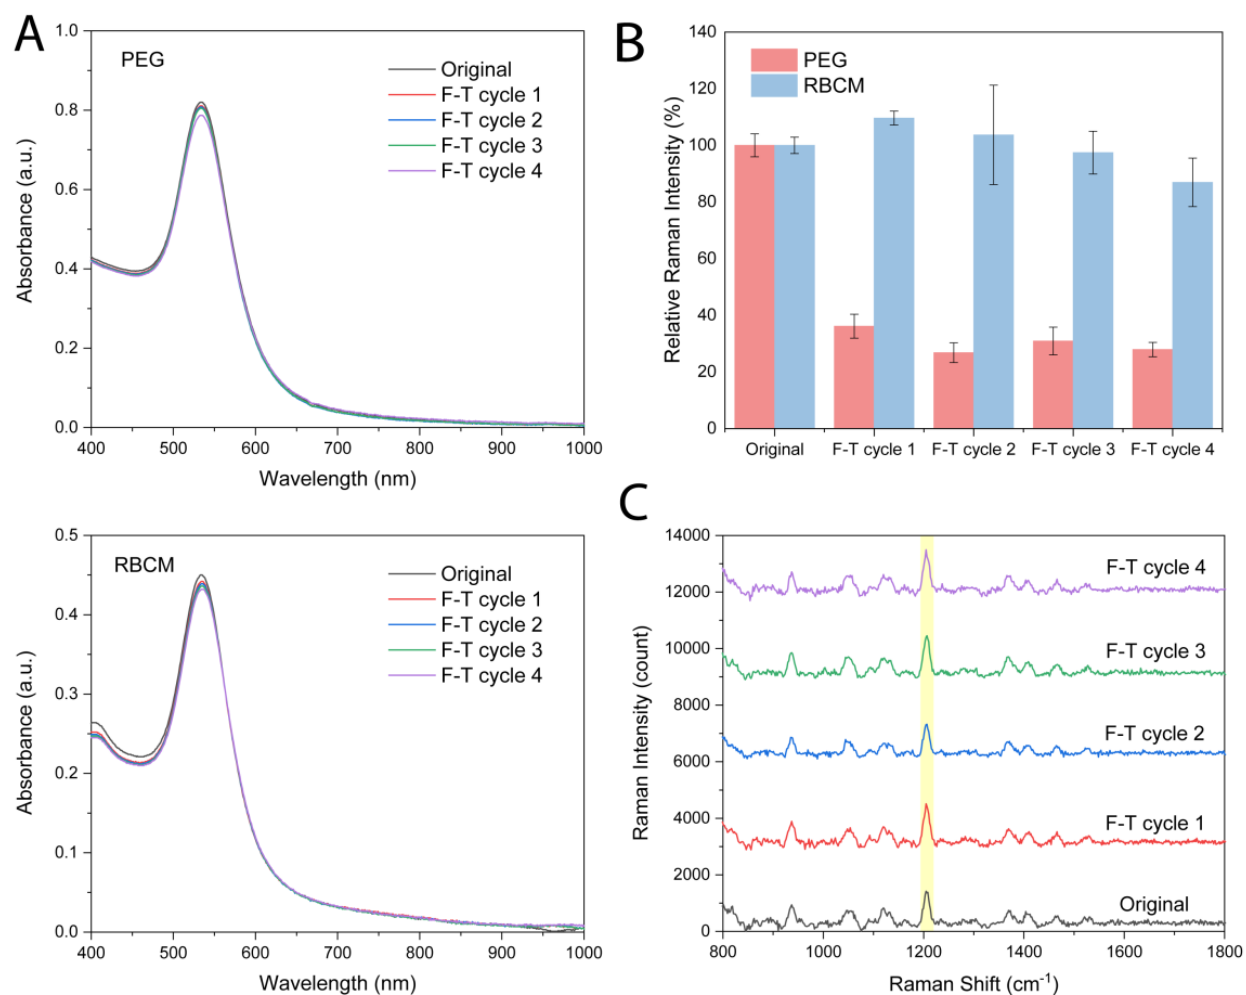 A
PEG
Original
F-T cycle 1
F-T cycle 2
F-T cycle 3
F-T cycle 4
1.0
0.8
0.6
0.4
0.2
0.0
Absorbance (a.u.)
400 500 600 700 800 900 1000
Wavelength (nm)
B
PEG
RBCM
140
120
100
80
60
40
20
0
Relative Raman Intensity (%)
Original F-T cycle 1 F-T cycle 2 F-T cycle 3 F-T cycle 4
RBCM
Original
F-T cycle 1
F-T cycle 2
F-T cycle 3
F-T cycle 4
0.5
0.4
0.3
0.2
0.1
0.0
Absorbance (a.u.)
400 500 600 700 800 900 1000
Wavelength (nm)
C
14000
12000
10000
8000
6000
4000
2000
0
Raman Intensity (count)
F-T cycle 4
F-T cycle 3
F-T cycle 2
F-T cycle 1
Original
800 1000 1200 1400 1600 1800
Raman Shift (cm⁻¹)